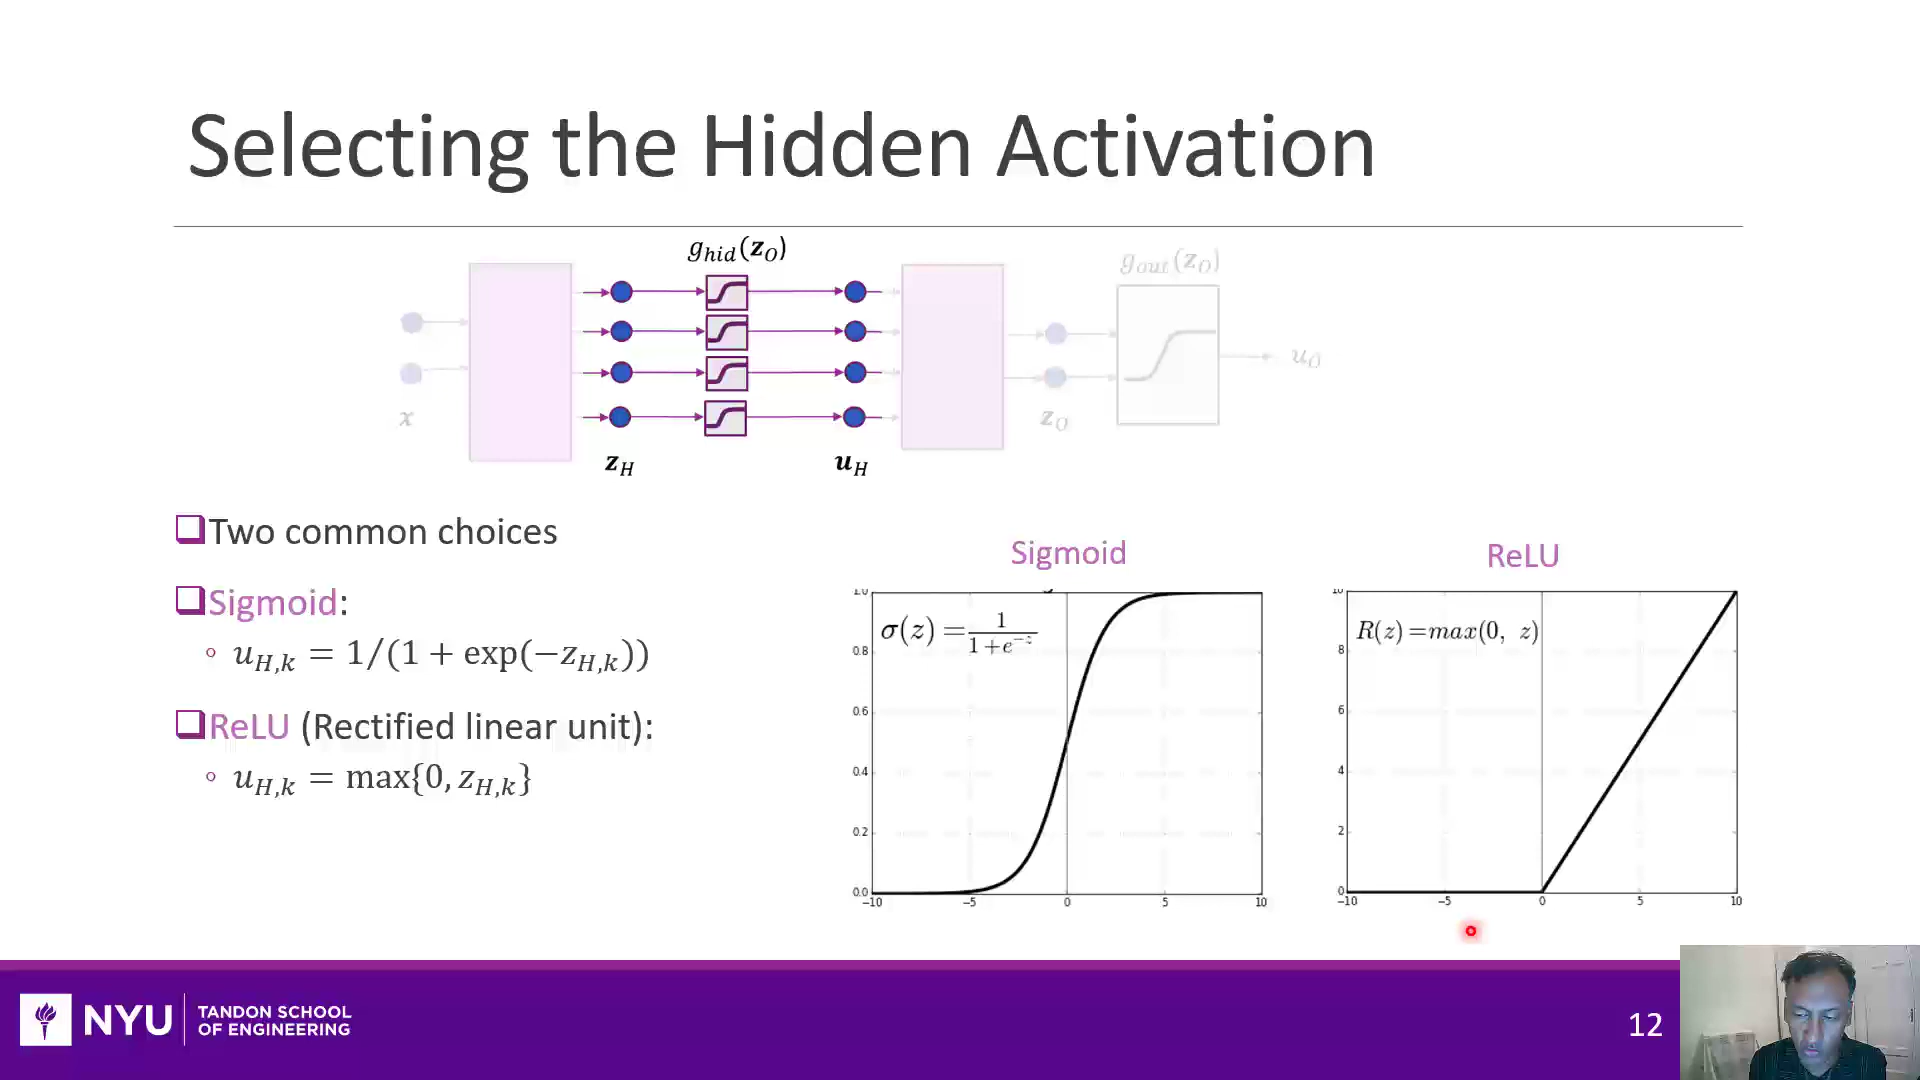 Selecting the Hidden Activation
g_hid(z_O)
g_out(z_O)
x
z_H
u_H
z_O
u_O
❑Two common choices
❑Sigmoid:
∘ u_{H,k} = 1/(1 + exp(−z_{H,k}))
❑ReLU (Rectified linear unit):
∘ u_{H,k} = max{0, z_{H,k}}
Sigmoid
1.0
σ(z) = 1/(1+e^{−z})
0.8
0.6
0.4
0.2
0.0
−10 −5 0 5 10
ReLU
10
R(z) = max(0, z)
8
6
4
2
0
−10 −5 0 5 10
NYU
TANDON SCHOOL
OF ENGINEERING
12